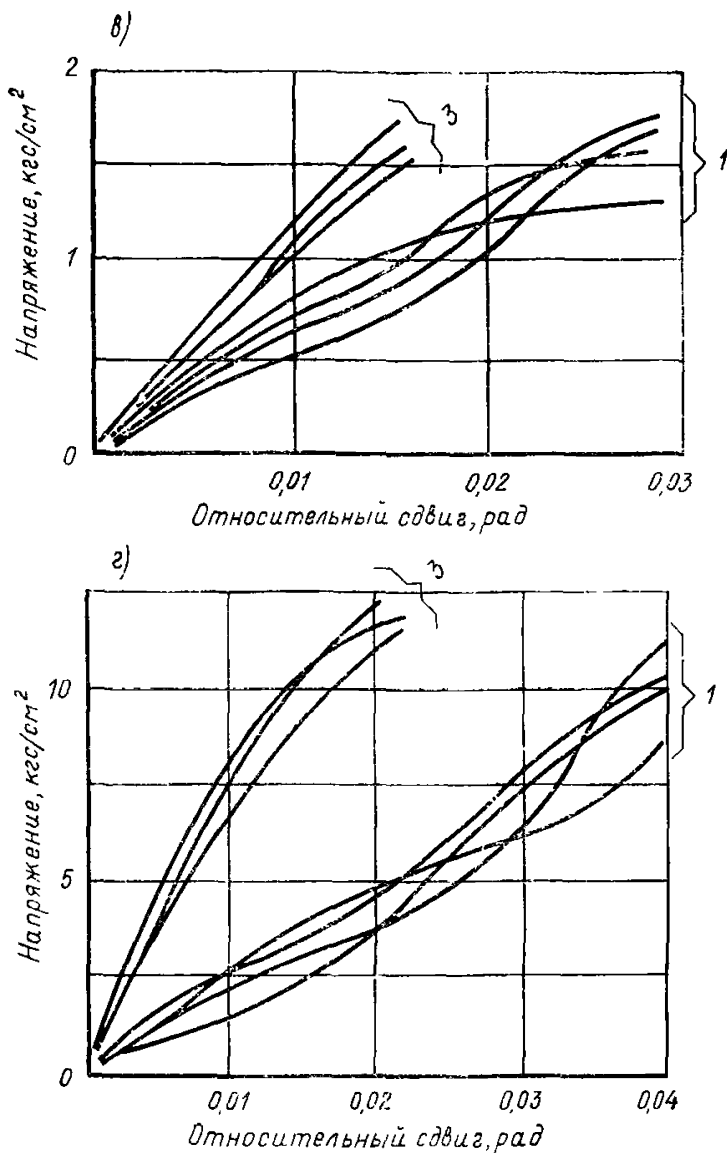 в)
Напряжение, кгс/см²
2
1
0
3
1
0,01
0,02
0,03
Относительный сдвиг, рад
г)
Напряжение, кгс/см²
10
5
0
3
1
0,01
0,02
0,03
0,04
Относительный сдвиг, рад